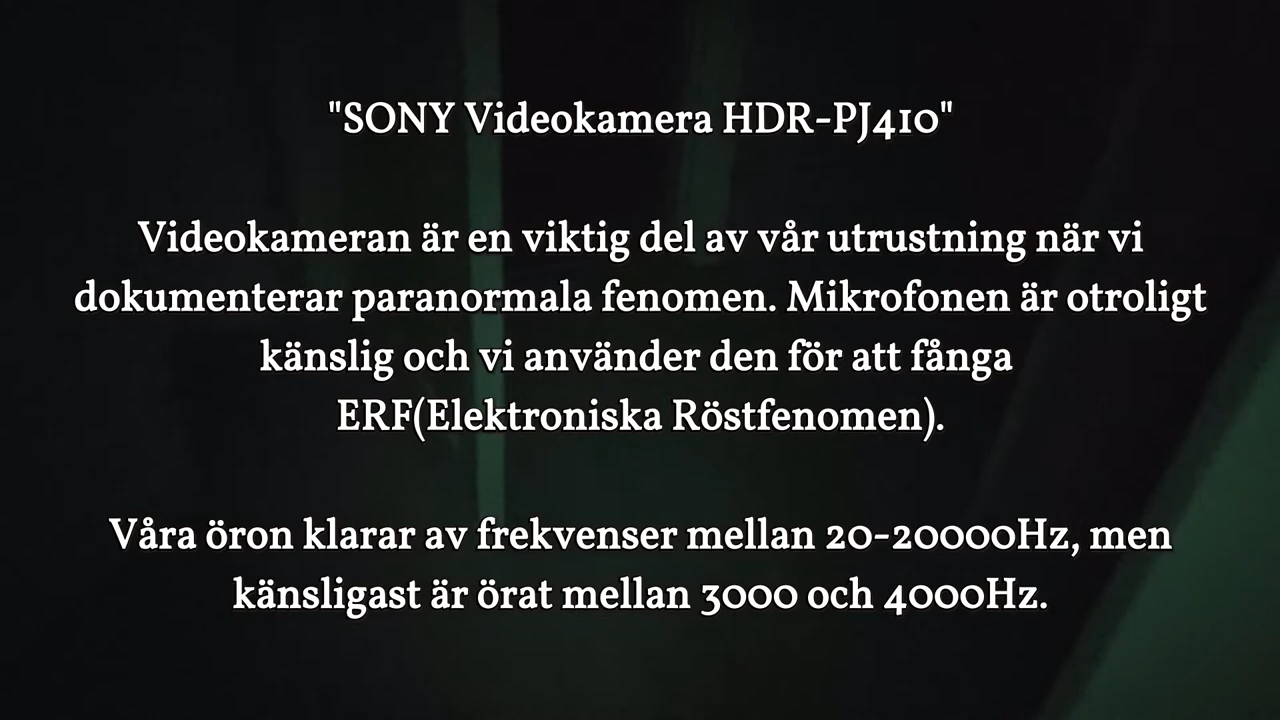 "SONY Videokamera HDR-PJ410"
Videokameran är en viktig del av vår utrustning när vi
dokumenterar paranormala fenomen. Mikrofonen är otroligt
känslig och vi använder den för att fånga
ERF(Elektroniska Röstfenomen).
Våra öron klarar av frekvenser mellan 20-20000Hz, men
känsligast är örat mellan 3000 och 4000Hz.